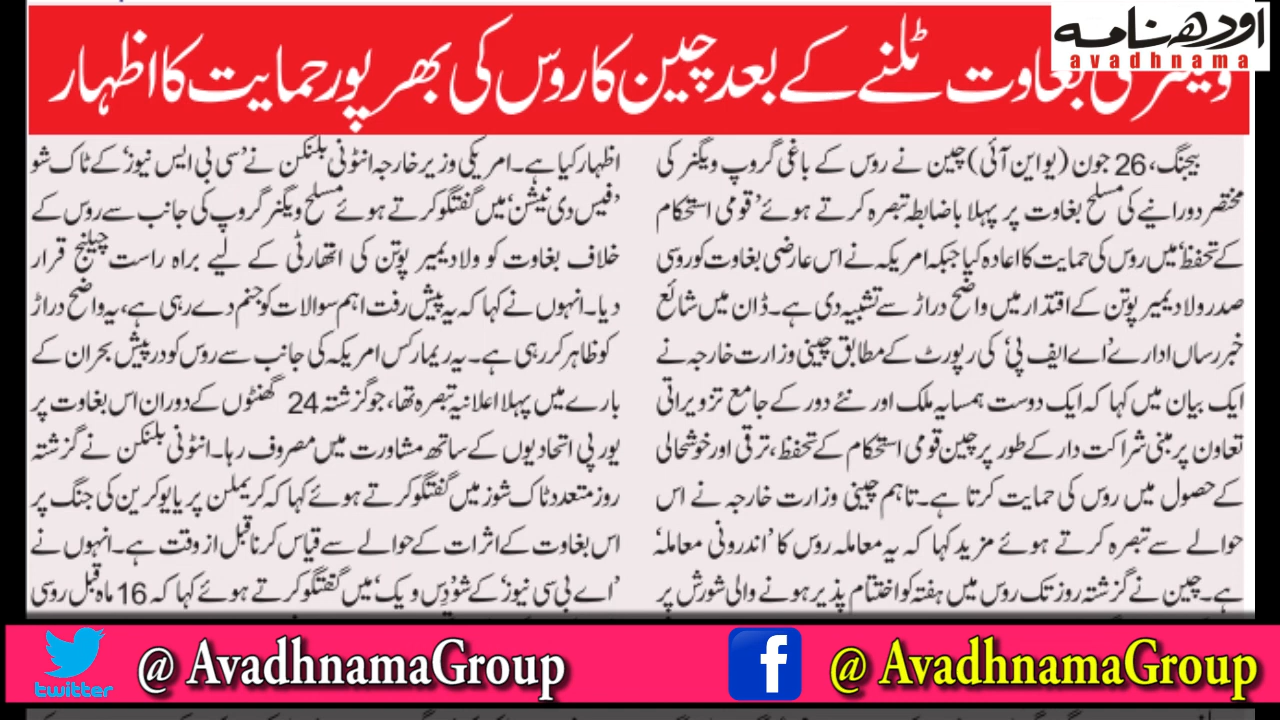 اودھ نامہ
avadhnama
ویگنر کی بغاوت ٹلنے کے بعد چین کا روس کی بھرپور حمایت کا اظہار
بیجنگ، 26 جون (یو این آئی) چین نے روس کے باغی گروپ ویگنر کی
مختصر دورانیے کی مسلح بغاوت پر پہلا باضابطہ تبصرہ کرتے ہوئے ’قومی استحکام
کے تحفظ‘ میں روس کی حمایت کا اعادہ کیا جبکہ امریکہ نے اس عارضی بغاوت کو روسی
صدر ولادیمیر پوتن کے اقتدار میں واضح دراڑ سے تشبیہ دی ہے۔ ڈان میں شائع
خبر رساں ادارے ’اے ایف پی‘ کی رپورٹ کے مطابق چینی وزارت خارجہ نے
ایک بیان میں کہا کہ ایک دوست ہمسایہ ملک اور نئے دور کے جامع تزویراتی
تعاون پر مبنی شراکت دار کے طور پر چین قومی استحکام کے تحفظ، ترقی اور خوشحالی
کے حصول میں روس کی حمایت کرتا ہے۔ تاہم چینی وزارت خارجہ نے اس
حوالے سے تبصرہ کرتے ہوئے مزید کہا کہ یہ معاملہ روس کا ’اندرونی معاملہ‘
ہے۔ چین نے گزشتہ روز تک روس میں ہفتہ کو اختتام پذیر ہونے والی شورش پر
اظہار کیا ہے۔ امریکی وزیر خارجہ انٹونی بلنکن نے ’سی بی ایس نیوز‘ کے ٹاک شو
’فیس دی نیشن‘ میں گفتگو کرتے ہوئے مسلح ویگنر گروپ کی جانب سے روس کے
خلاف بغاوت کو ولادیمیر پوتن کی اتھارٹی کے لیے براہ راست چیلنج قرار
دیا۔ انہوں نے کہا کہ یہ پیش رفت اہم سوالات کو جنم دے رہی ہے، یہ واضح دراڑ
کو ظاہر کر رہی ہے۔ یہ ریمارکس امریکہ کی جانب سے روس کو درپیش بحران کے
بارے میں پہلا اعلانیہ تبصرہ تھا، جو گزشتہ 24 گھنٹوں کے دوران اس بغاوت پر
یورپی اتحادیوں کے ساتھ مشاورت میں مصروف رہا۔ انٹونی بلنکن نے گزشتہ
روز متعدد ٹاک شوز میں گفتگو کرتے ہوئے کہا کہ کریملن پر یا یوکرین کی جنگ پر
اس بغاوت کے اثرات کے حوالے سے قیاس کرنا قبل از وقت ہے۔ انہوں نے
’اے بی سی نیوز‘ کے شو ’دِس ویک‘ میں گفتگو کرتے ہوئے کہا کہ 16 ماہ قبل روسی
twitter
@ AvadhnamaGroup
f
@ AvadhnamaGroup